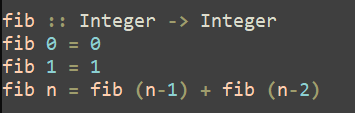 fib :: Integer -> Integer
fib 0 = 0
fib 1 = 1
fib n = fib (n-1) + fib (n-2)